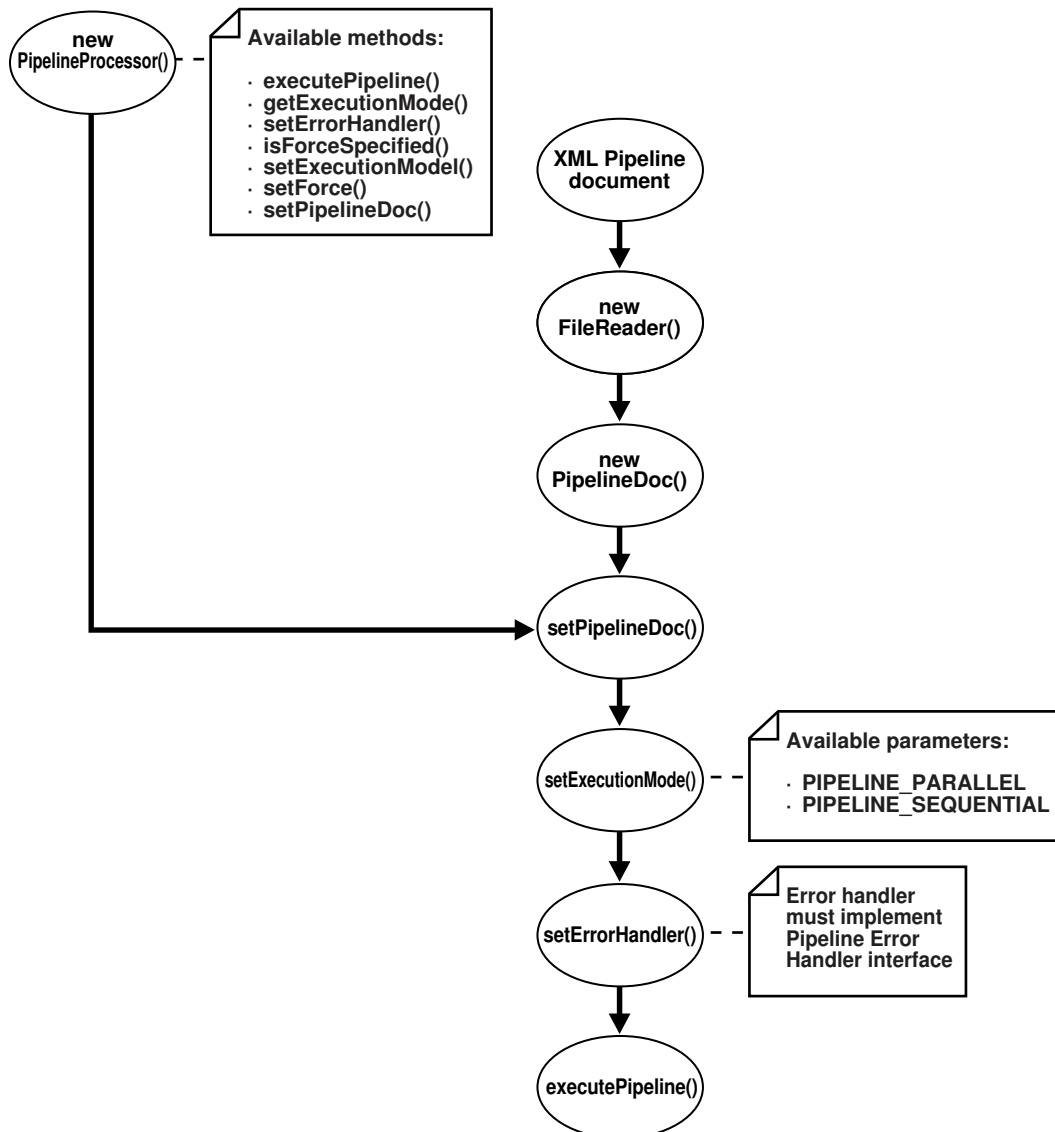 new
PipelineProcessor()
Available methods:
· executePipeline()
· getExecutionMode()
· setErrorHandler()
· isForceSpecified()
· setExecutionModel()
· setForce()
· setPipelineDoc()
XML Pipeline
document
new
FileReader()
new
PipelineDoc()
setPipelineDoc()
setExecutionMode()
Available parameters:
· PIPELINE_PARALLEL
· PIPELINE_SEQUENTIAL
setErrorHandler()
Error handler
must implement
Pipeline Error
Handler interface
executePipeline()